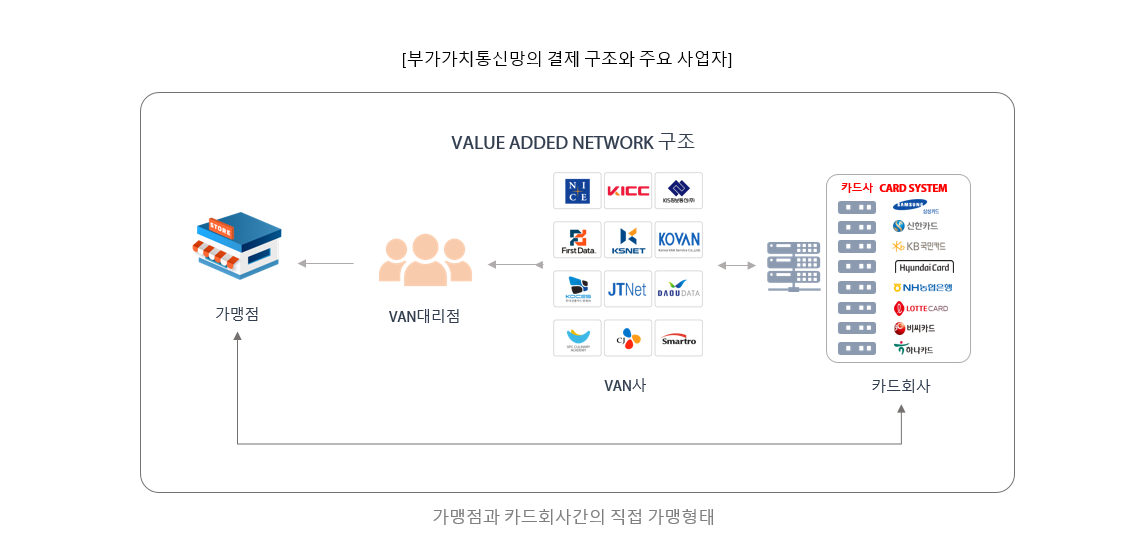 [부가가치통신망의 결제 구조와 주요 사업자]
VALUE ADDED NETWORK 구조
NICE
KICC
KIS정보통신(주)
카드사 CARD SYSTEM
SAMSUNG 삼성카드
신한카드
STORE
First Data.
KSNET
KOVAN
KB국민카드
HyundaiCard
KOCES
JTNet
DAOU DATA
NH농협은행
LOTTE CARD
가맹점
VAN대리점
CJ
Smartro
비씨카드
하나카드
VAN사
카드회사
가맹점과 카드회사간의 직접 가맹형태